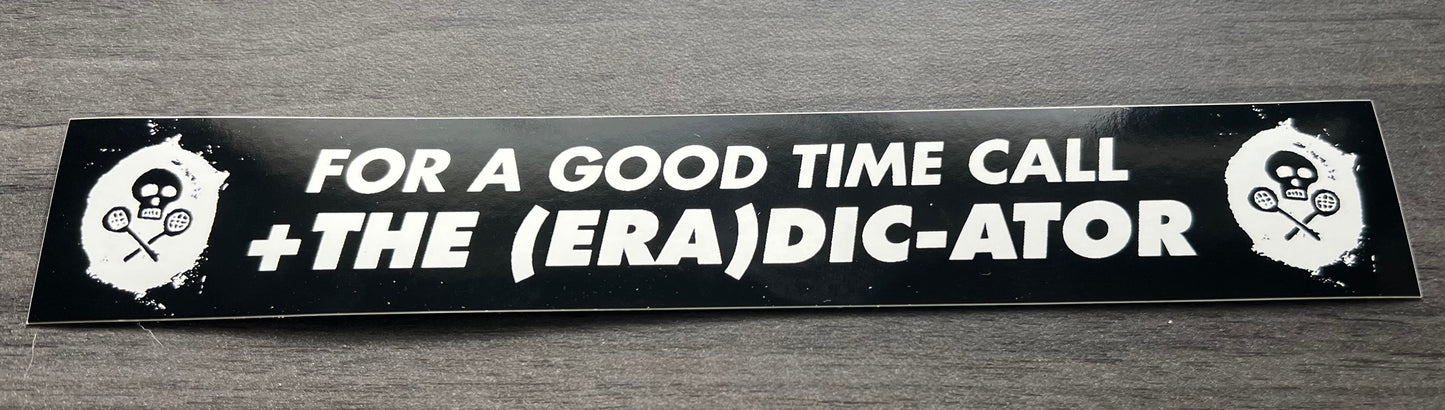 FOR A GOOD TIME CALL
+THE (ERA)DIC-ATOR